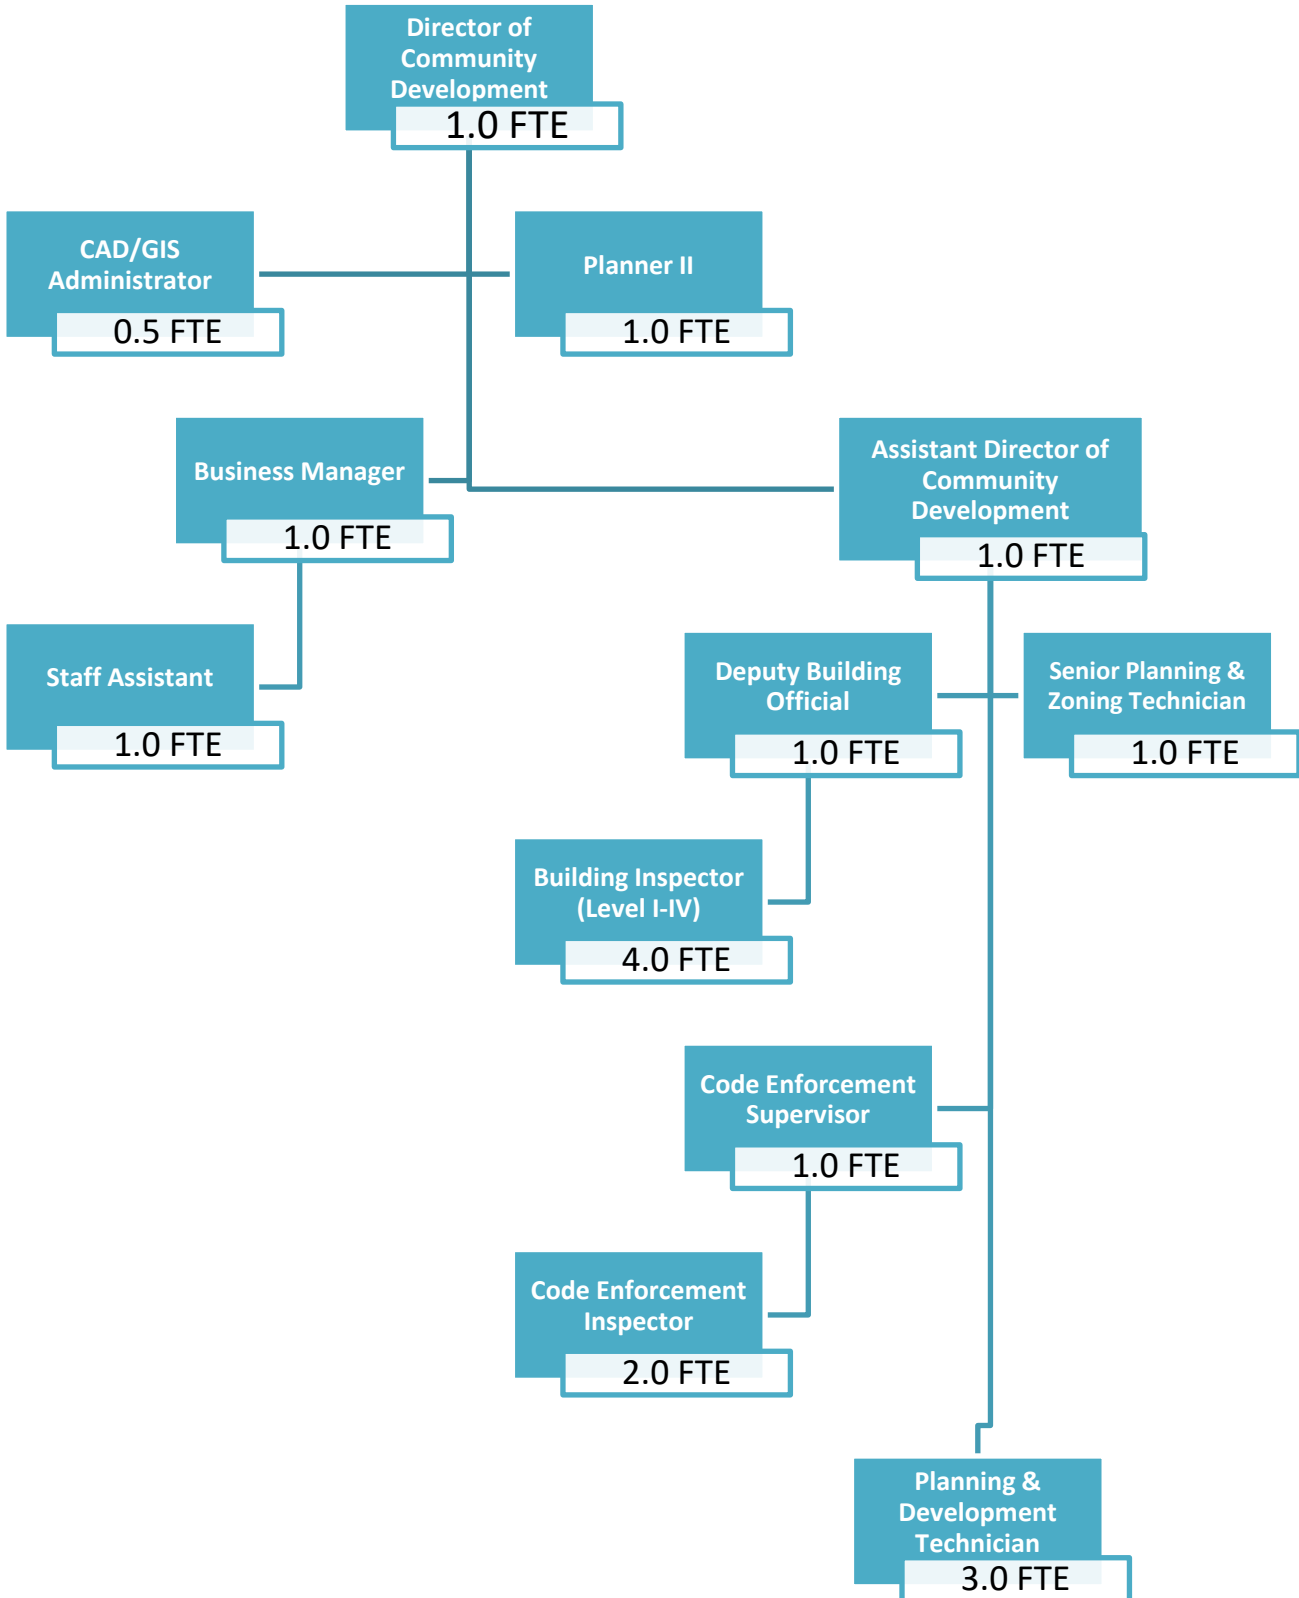 Director of
Community
Development
1.0 FTE
CAD/GIS
Administrator
0.5 FTE
Planner II
1.0 FTE
Business Manager
1.0 FTE
Assistant Director of
Community
Development
1.0 FTE
Staff Assistant
1.0 FTE
Deputy Building
Official
1.0 FTE
Senior Planning &
Zoning Technician
1.0 FTE
Building Inspector
(Level I-IV)
4.0 FTE
Code Enforcement
Supervisor
1.0 FTE
Code Enforcement
Inspector
2.0 FTE
Planning &
Development
Technician
3.0 FTE